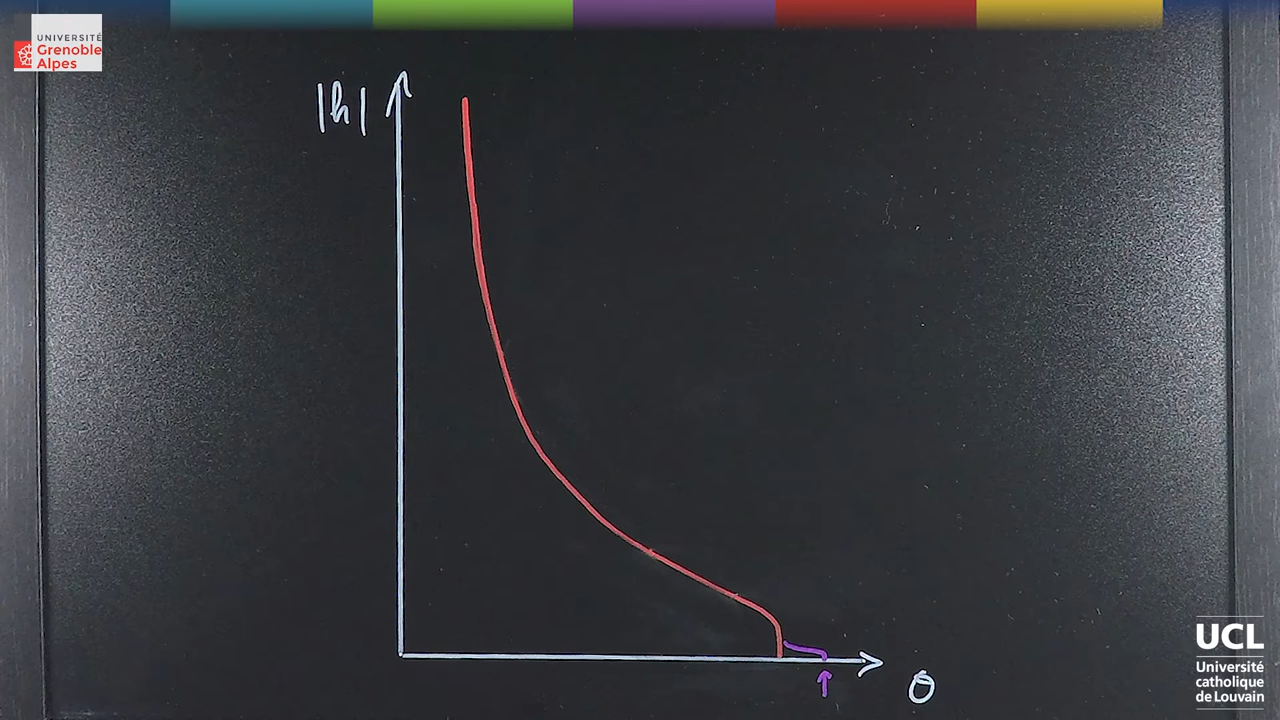 UNIVERSITÉ
Grenoble
Alpes
|h|
θ
UCL
Université
catholique
de Louvain